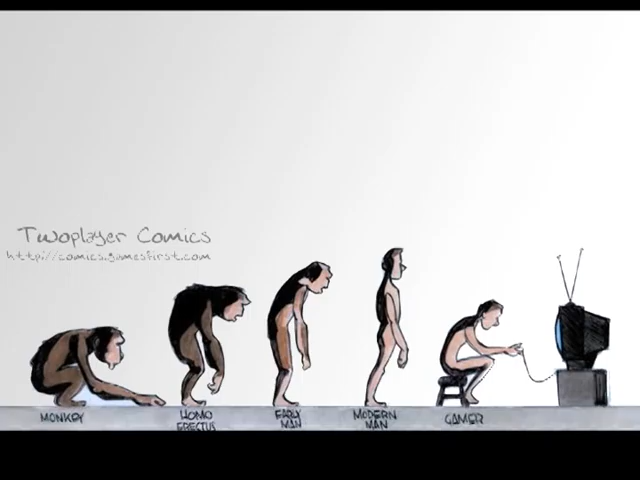 Twoplayer Comics
http://comics.gamesfirst.com
MONKEY
HOMO
ERECTUS
EARLY
MAN
MODERN
MAN
GAMER